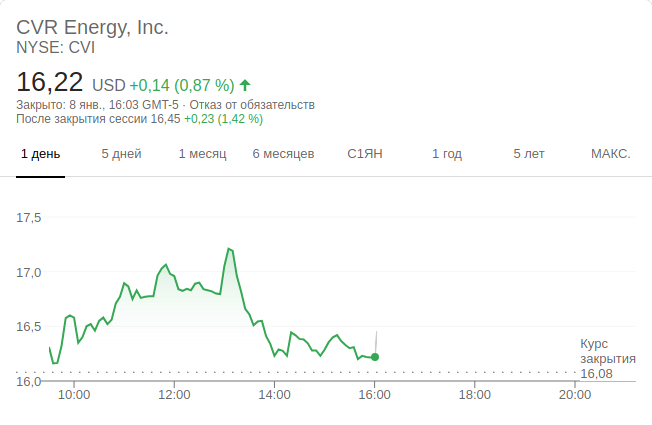 CVR Energy, Inc.
NYSE: CVI
16,22 USD +0,14 (0,87 %)
Закрыто: 8 янв., 16:03 GMT-5 · Отказ от обязательств
После закрытия сессии 16,45 +0,23 (1,42 %)
1 день 5 дней 1 месяц 6 месяцев С1ЯН 1 год 5 лет МАКС.
17,5
17,0
16,5
Курс
закрытия
16,08
16,0
10:00 12:00 14:00 16:00 18:00 20:00